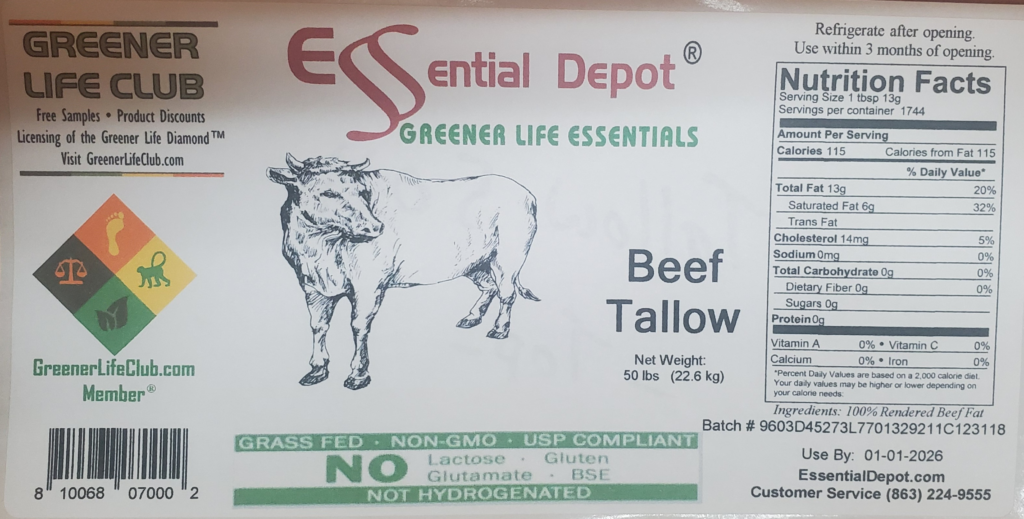 GREENER
LIFE CLUB
Free Samples • Product Discounts
Licensing of the Greener Life Diamond™
Visit GreenerLifeClub.com
GreenerLifeClub.com
Member®
8 10068 07000 2
ESSential Depot®
GREENER LIFE ESSENTIALS
Beef
Tallow
Net Weight:
50 lbs (22.6 kg)
GRASS FED · NON-GMO · USP COMPLIANT
NO Lactose · Gluten
Glutamate · BSE
NOT HYDROGENATED
Refrigerate after opening.
Use within 3 months of opening.
Nutrition Facts
Serving Size 1 tbsp 13g
Servings per container 1744
Amount Per Serving
Calories 115 Calories from Fat 115
% Daily Value*
Total Fat 13g 20%
Saturated Fat 6g 32%
Trans Fat
Cholesterol 14mg 5%
Sodium 0mg 0%
Total Carbohydrate 0g 0%
Dietary Fiber 0g 0%
Sugars 0g
Protein 0g
Vitamin A 0% • Vitamin C 0%
Calcium 0% • Iron 0%
*Percent Daily Values are based on a 2,000 calorie diet.
Your daily values may be higher or lower depending on
your calorie needs:
Ingredients: 100% Rendered Beef Fat
Batch # 9603D45273L7701329211C123118
Use By: 01-01-2026
EssentialDepot.com
Customer Service (863) 224-9555